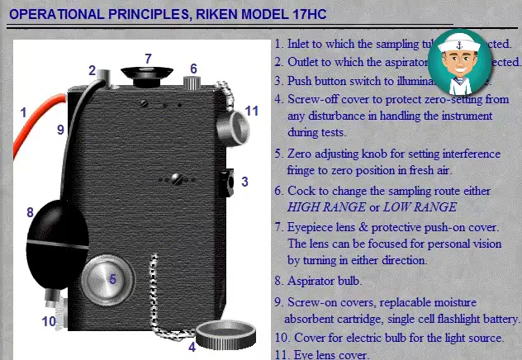 OPERATIONAL PRINCIPLES, RIKEN MODEL 17HC
1. Inlet to which the sampling
2. Outlet to which the aspirator
3. Push button switch to
4. Screw-off cover to protect zero-setting from
any disturbance in handling the instrument
during tests.
5. Zero adjusting knob for setting interference
fringe to zero position in fresh air.
6. Cock to change the sampling route either
HIGH RANGE or LOW RANGE
7. Eyepiece lens & protective push-on cover.
The lens can be focused for personal vision
by turning in either direction.
8. Aspirator bulb.
9. Screw-on covers, replacable moisture
absorbent cartridge, single cell flashlight battery.
10. Cover for electric bulb for the light source.
11. Eye lens cover.
7
2
6
1
11
9
3
8
5
10
4